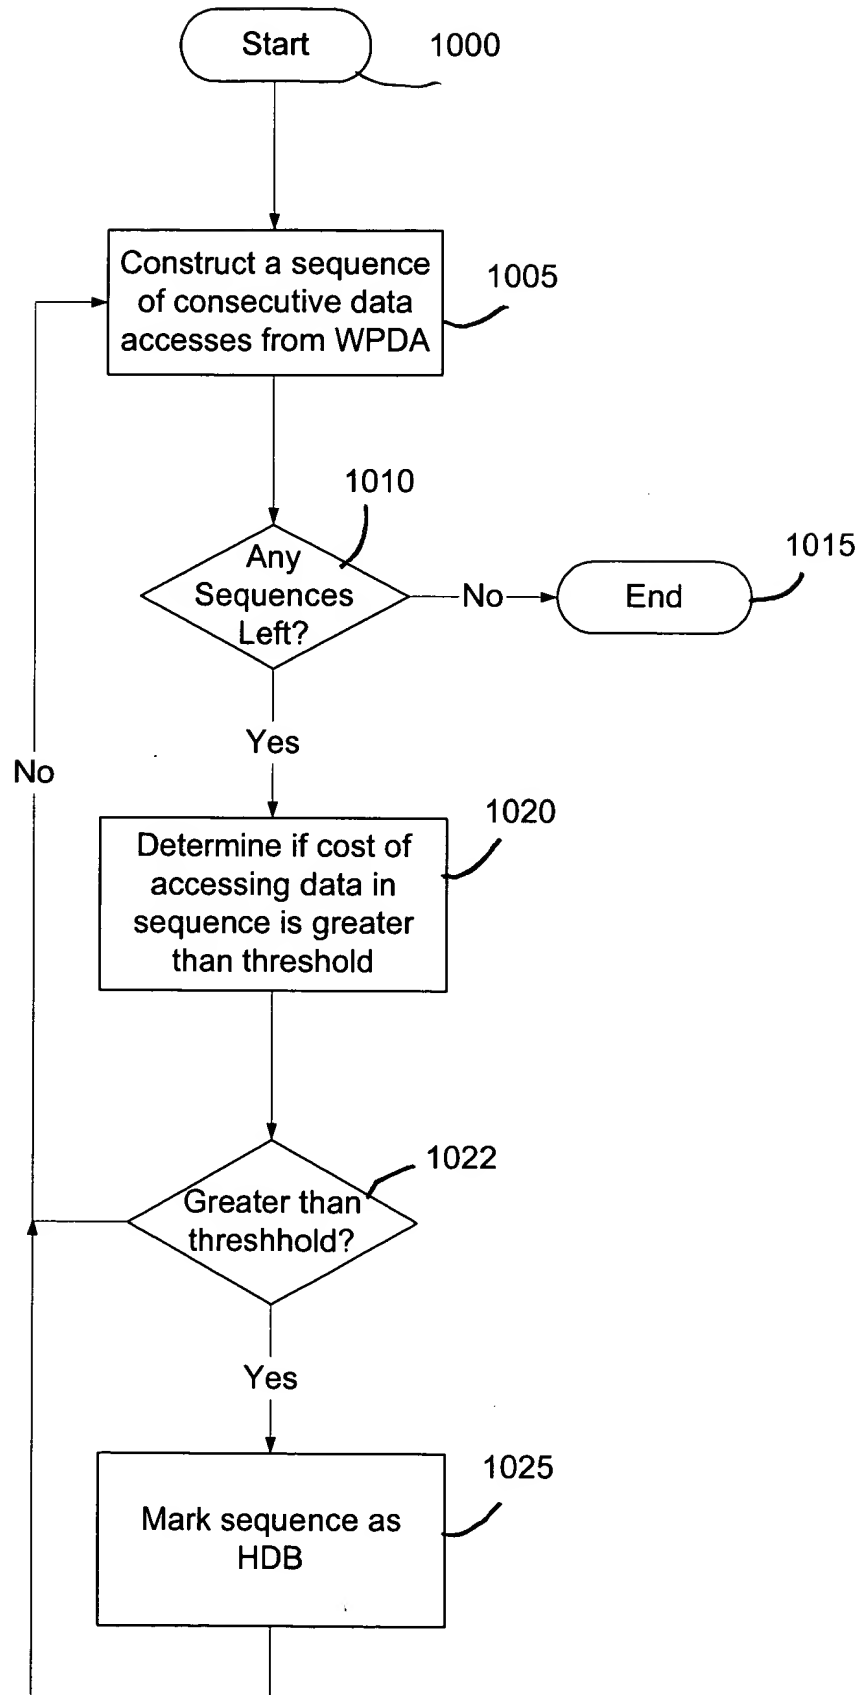 Start
1000
Construct a sequence
of consecutive data
accesses from WPDA
1005
1010
Any
Sequences
Left?
No
End
1015
Yes
No
1020
Determine if cost of
accessing data in
sequence is greater
than threshold
1022
Greater than
threshhold?
Yes
1025
Mark sequence as
HDB